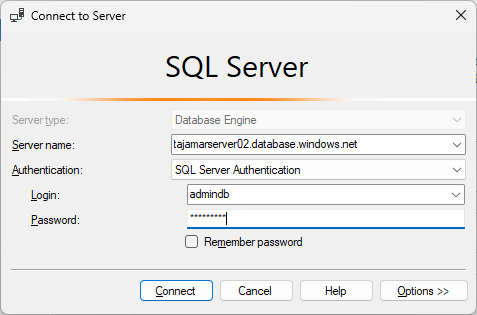 Connect to Server
SQL Server
Server type: Database Engine
Server name: tajamarserver02.database.windows.net
Authentication: SQL Server Authentication
Login: admindb
Password: *********
Remember password
Connect Cancel Help Options >>